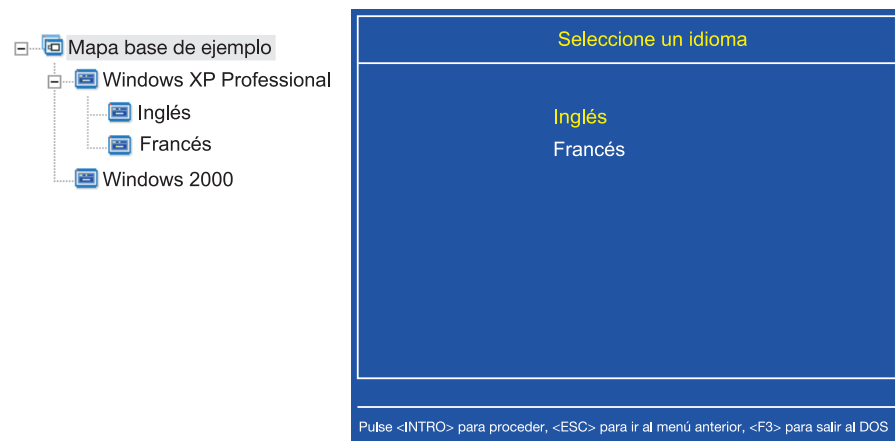 Mapa base de ejemplo
Windows XP Professional
Inglés
Francés
Windows 2000
Seleccione un idioma
Inglés
Francés
Pulse <INTRO> para proceder, <ESC> para ir al menú anterior, <F3> para salir al DOS